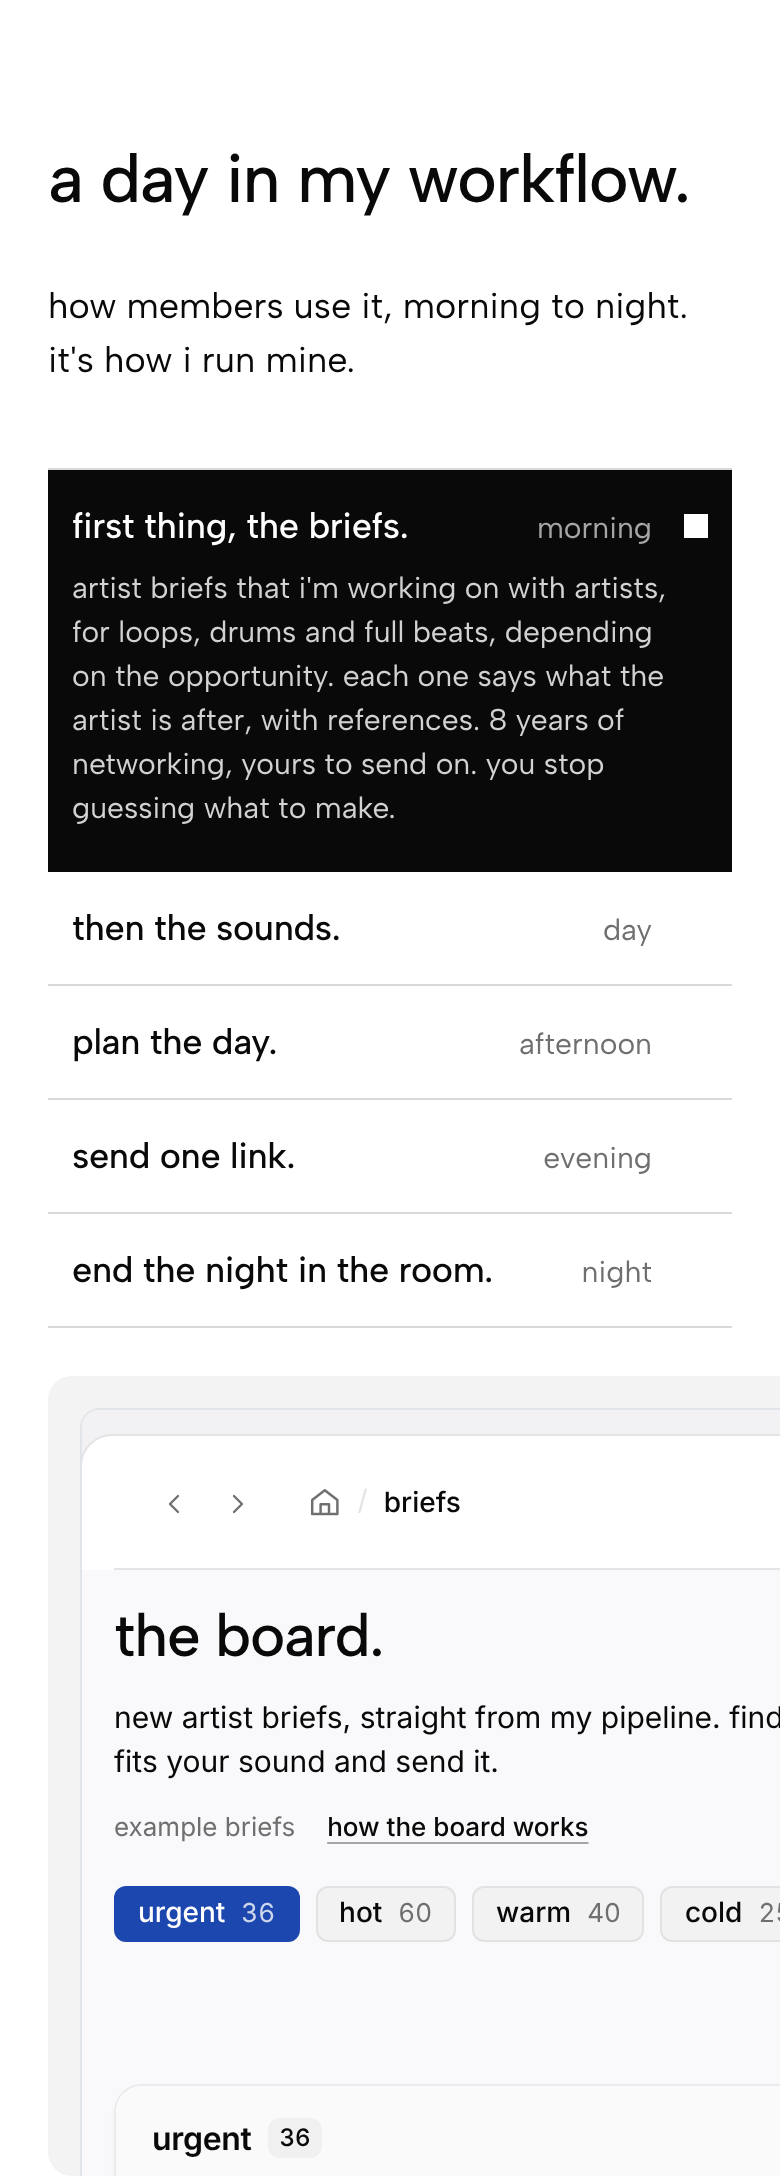 a day in my workflow.
how members use it, morning to night.
it's how i run mine.
first thing, the briefs. morning
artist briefs that i'm working on with artists,
for loops, drums and full beats, depending
on the opportunity. each one says what the
artist is after, with references. 8 years of
networking, yours to send on. you stop
guessing what to make.
then the sounds. day
plan the day. afternoon
send one link. evening
end the night in the room. night
/ briefs
the board.
new artist briefs, straight from my pipeline. find
fits your sound and send it.
example briefs how the board works
urgent 36 hot 60 warm 40 cold
urgent 36